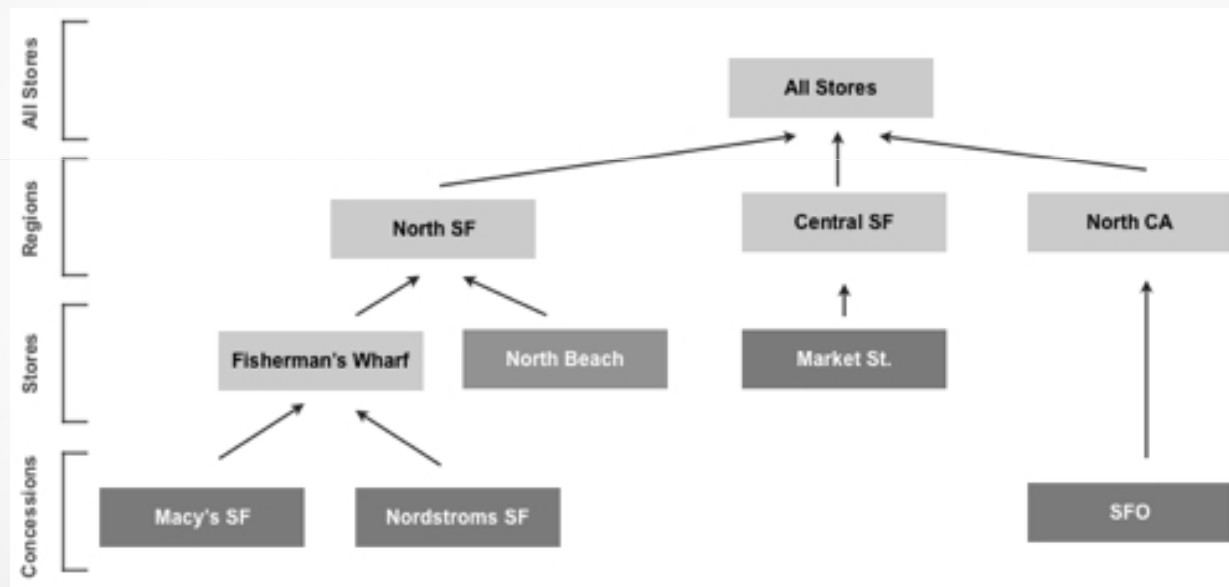 All Stores
All Stores
Regions
North SF
Central SF
North CA
Stores
Fisherman's Wharf
North Beach
Market St.
Concessions
Macy's SF
Nordstroms SF
SFO